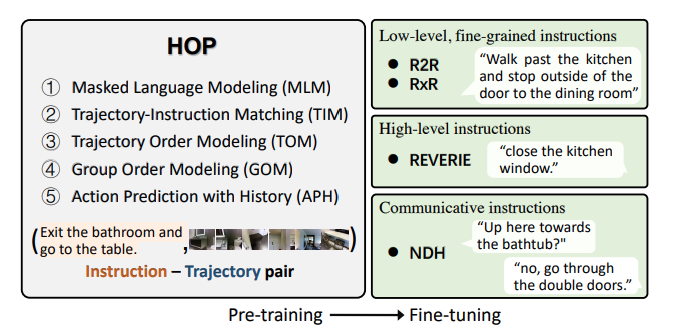 HOP
① Masked Language Modeling (MLM)
② Trajectory-Instruction Matching (TIM)
③ Trajectory Order Modeling (TOM)
④ Group Order Modeling (GOM)
⑤ Action Prediction with History (APH)
(Exit the bathroom and
go to the table. , )
Instruction – Trajectory pair
Low-level, fine-grained instructions
● R2R
● RxR
“Walk past the kitchen
and stop outside of the
door to the dining room”
High-level instructions
● REVERIE
“close the kitchen
window.”
Communicative instructions
● NDH
“Up here towards
the bathtub?"
“no, go through
the double doors.”
Pre-training → Fine-tuning